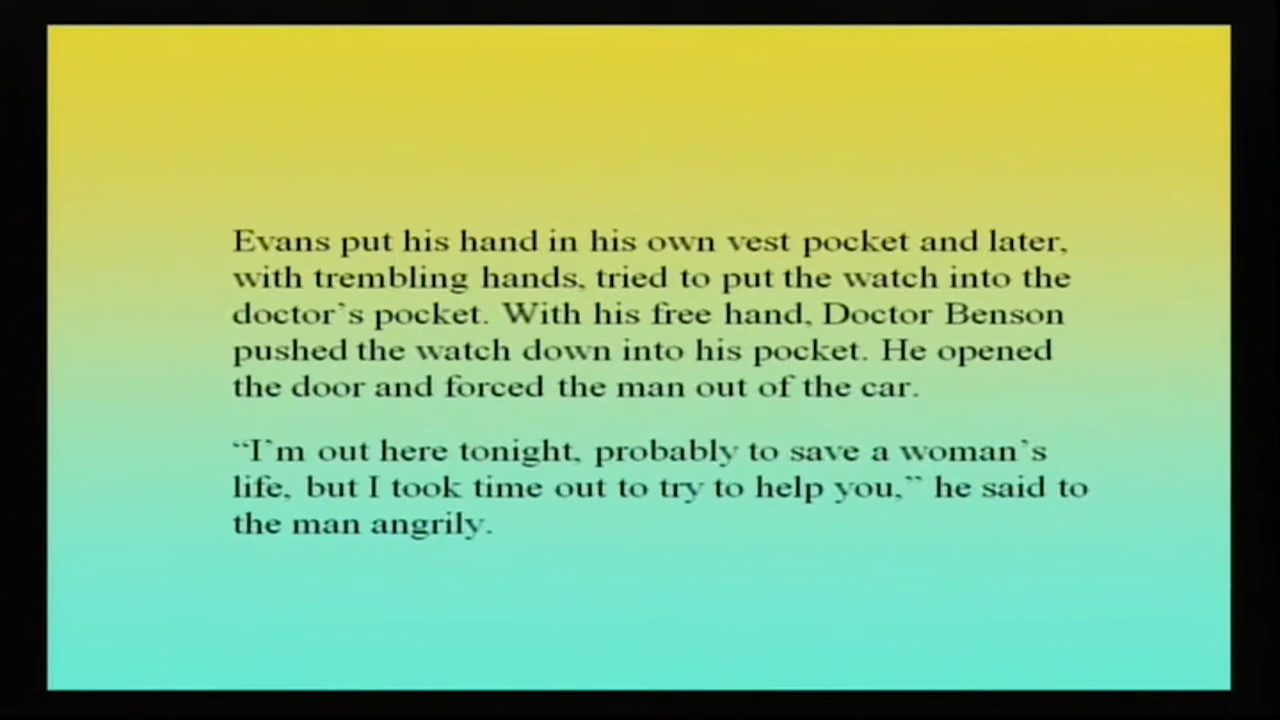 Evans put his hand in his own vest pocket and later,
with trembling hands, tried to put the watch into the
doctor`s pocket. With his free hand, Doctor Benson
pushed the watch down into his pocket. He opened
the door and forced the man out of the car.
“I`m out here tonight, probably to save a woman`s
life, but I took time out to try to help you,” he said to
the man angrily.